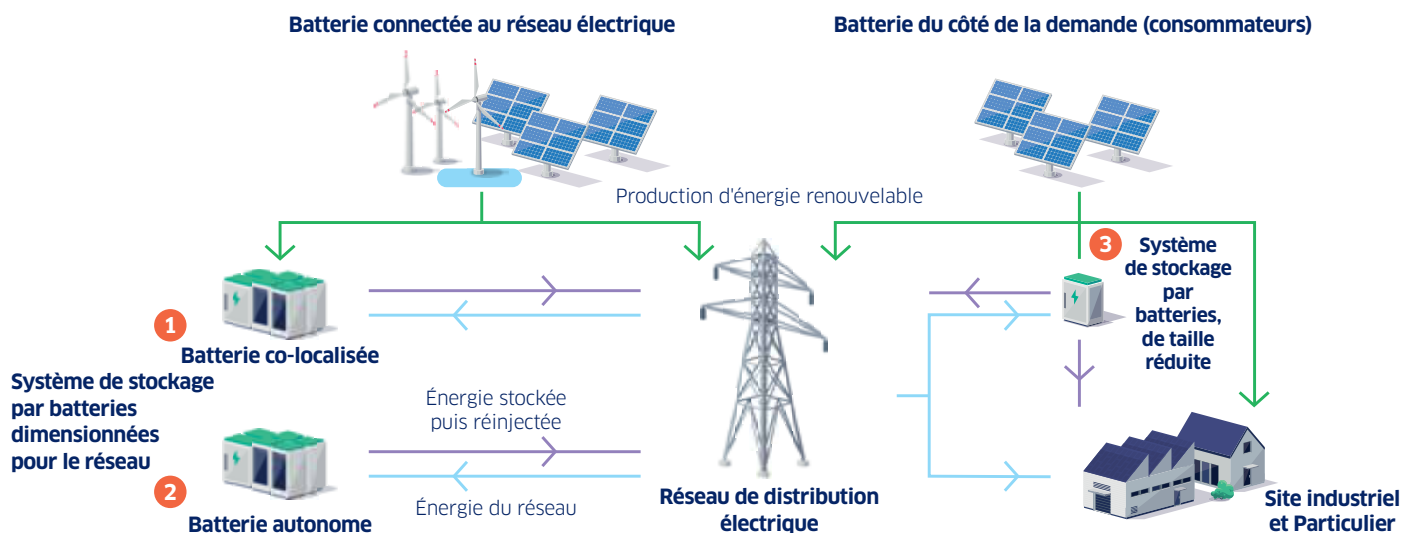 Batterie connectée au réseau électrique
Batterie du côté de la demande (consommateurs)
Production d'énergie renouvelable
1
Batterie co-localisée
Système de stockage
par batteries
dimensionnées
pour le réseau
2
Batterie autonome
Énergie stockée
puis réinjectée
Énergie du réseau
Réseau de distribution
électrique
3
Système
de stockage
par
batteries,
de taille
réduite
Site industriel
et Particulier